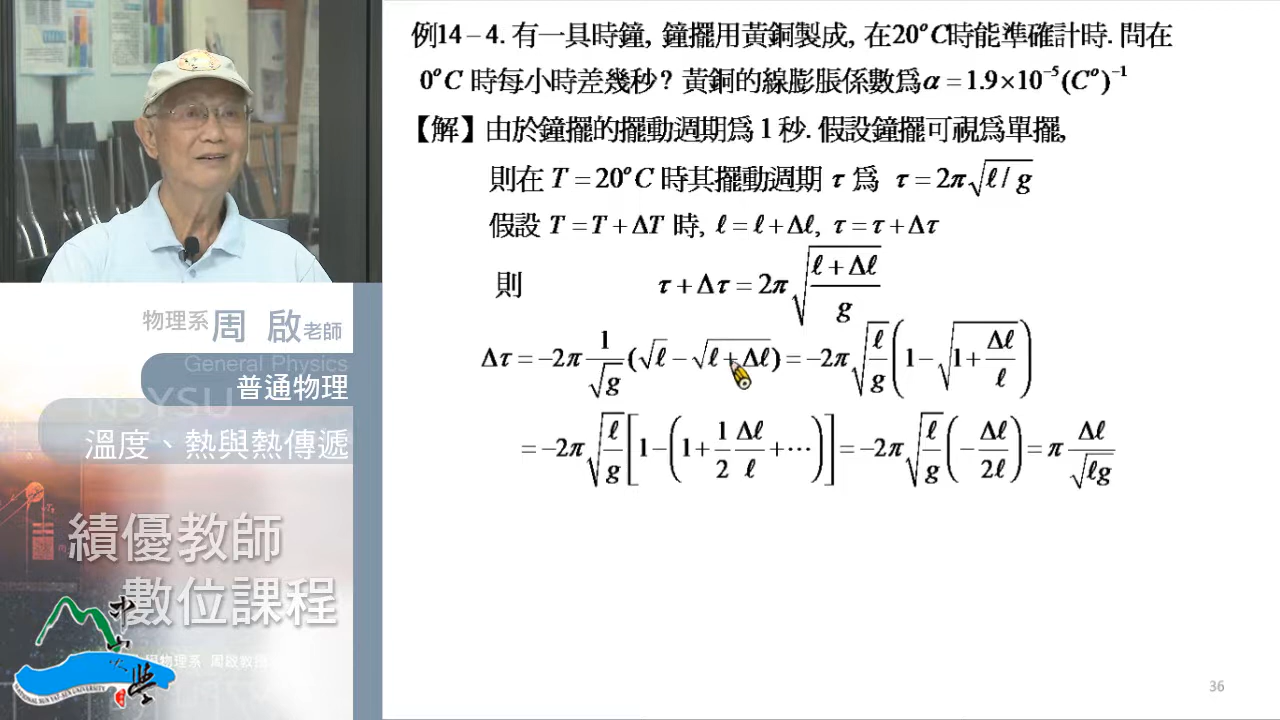 例14－4. 有一具時鐘, 鐘擺用黃銅製成, 在20°C時能準確計時. 問在
0°C 時每小時差幾秒? 黃銅的線膨脹係數爲α = 1.9×10⁻⁵(C°)⁻¹
【解】由於鐘擺的擺動週期爲 1 秒. 假設鐘擺可視爲單擺,
則在 T = 20°C 時其擺動週期 τ 爲 τ = 2π√(ℓ / g)
假設 T = T + ΔT 時, ℓ = ℓ + Δℓ, τ = τ + Δτ
則 τ + Δτ = 2π√((ℓ + Δℓ)/g)
Δτ = −2π (1/√g)(√ℓ − √(ℓ + Δℓ)) = −2π√(ℓ/g)(1 − √(1 + Δℓ/ℓ))
= −2π√(ℓ/g)[1 − (1 + (1/2)(Δℓ/ℓ) + ⋯)] = −2π√(ℓ/g)(−Δℓ/2ℓ) = π Δℓ/√(ℓg)
物理系 周 啟 老師
General Physics
普通物理
NSYSU
溫度、熱與熱傳遞
績優教師
數位課程
36